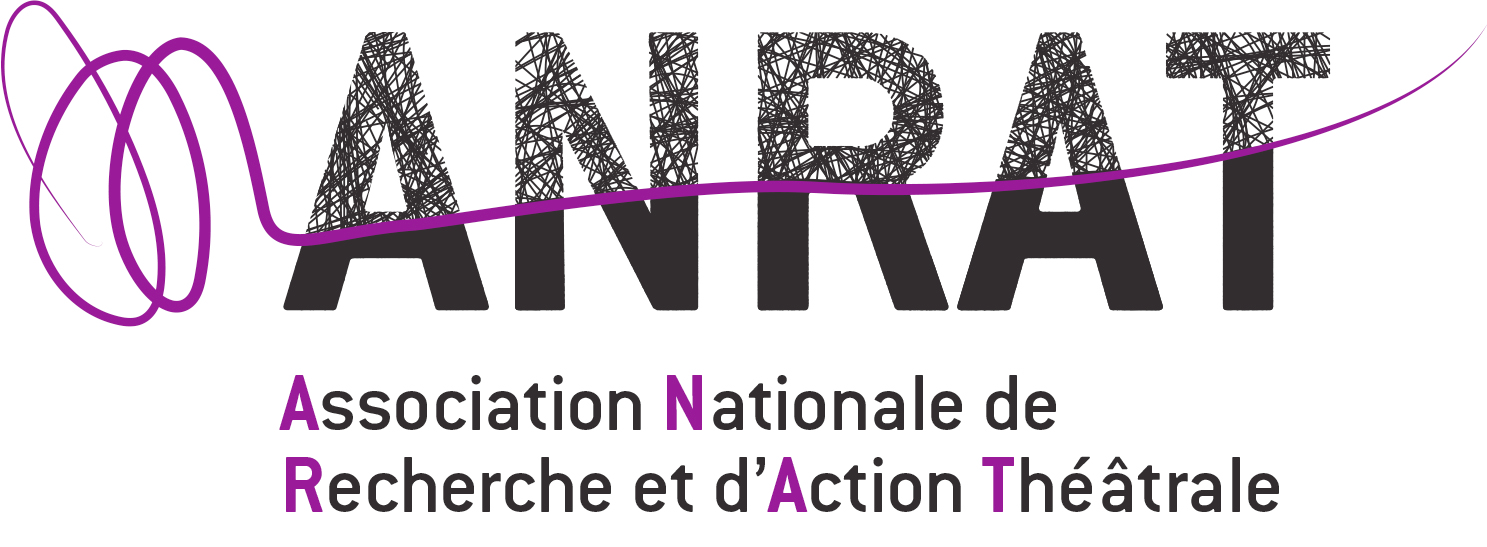 ANRAT
Association Nationale de
Recherche et d’Action Théâtrale